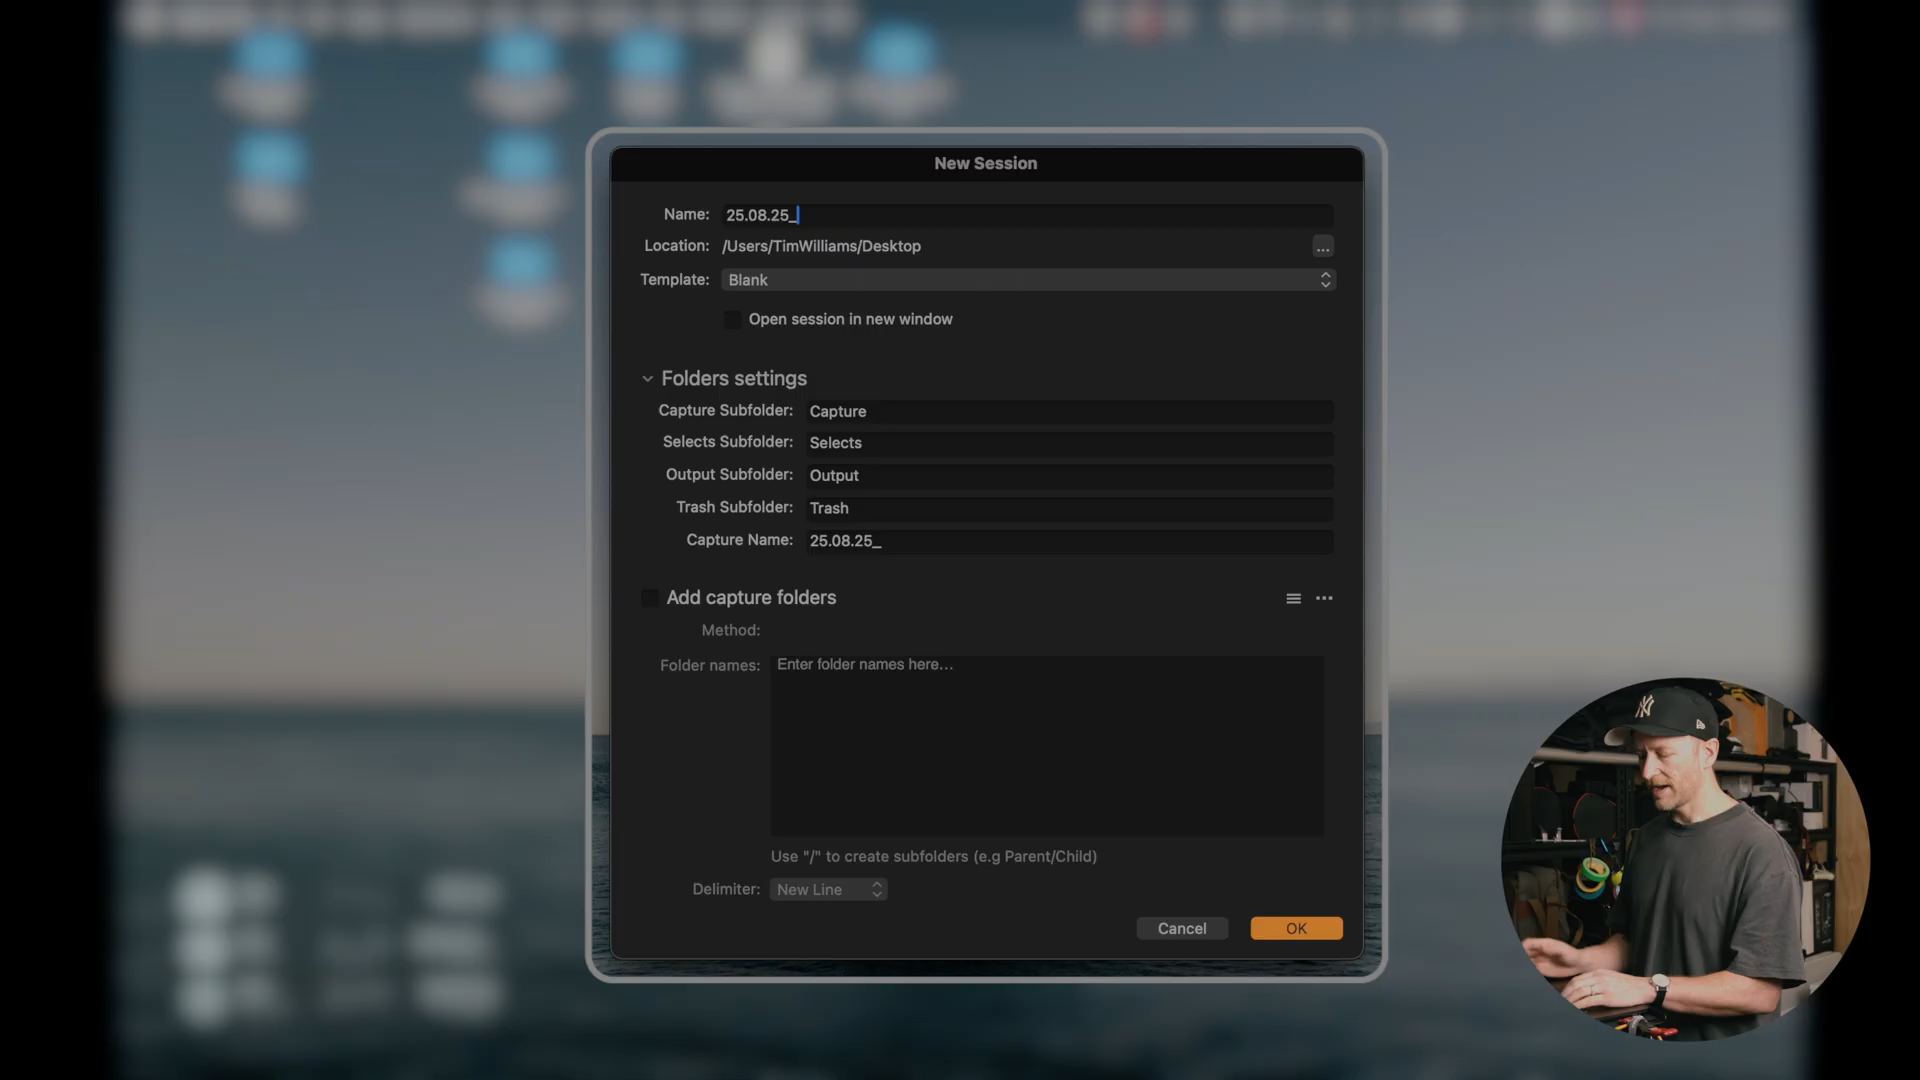 New Session
Name: 25.08.25_
Location: /Users/TimWilliams/Desktop ...
Template: Blank
Open session in new window
Folders settings
Capture Subfolder: Capture
Selects Subfolder: Selects
Output Subfolder: Output
Trash Subfolder: Trash
Capture Name: 25.08.25_
Add capture folders
Method:
Folder names: Enter folder names here...
Use "/" to create subfolders (e.g Parent/Child)
Delimiter: New Line
Cancel OK
NY